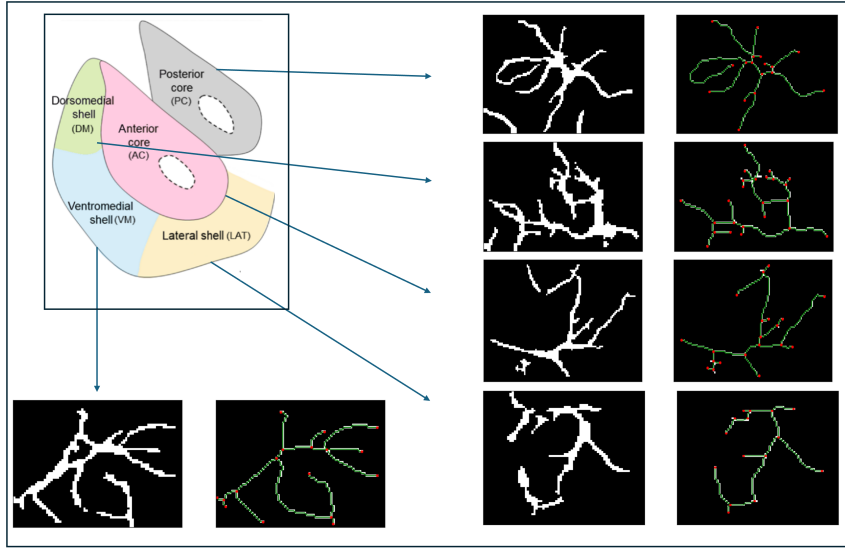 Posterior
core
(PC)
Dorsomedial
shell
(DM)
Anterior
core
(AC)
Ventromedial
shell (VM)
Lateral shell (LAT)